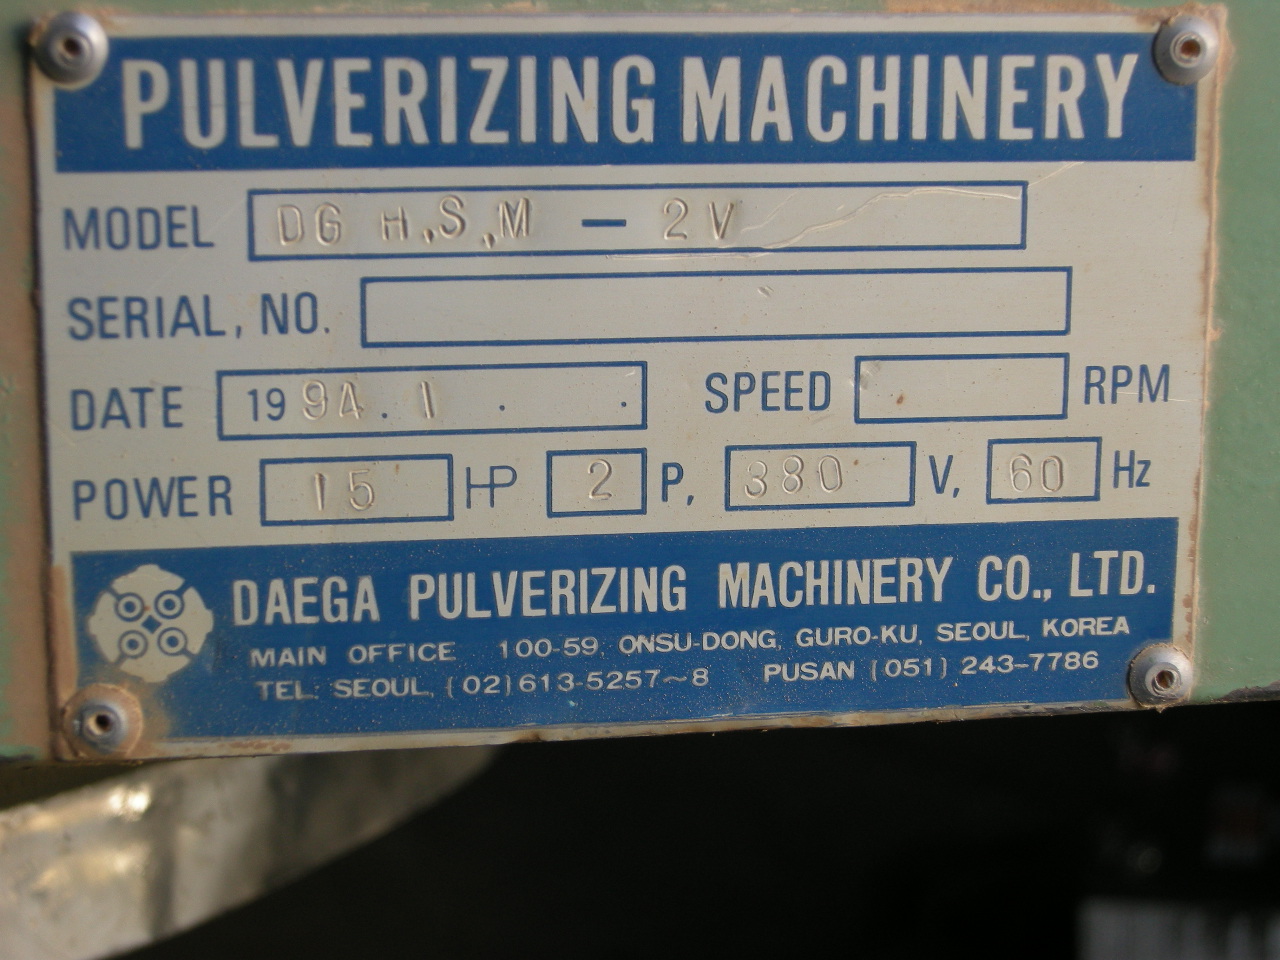 PULVERIZING MACHINERY
MODEL DG H,S,M - 2V
SERIAL, NO.
DATE 1994.1 . . SPEED RPM
POWER 15 HP 2 P, 380 V, 60 Hz
DAEGA PULVERIZING MACHINERY CO., LTD.
MAIN OFFICE 100-59, ONSU-DONG, GURO-KU, SEOUL, KOREA
TEL: SEOUL, (02)613-5257~8 PUSAN (051) 243-7786